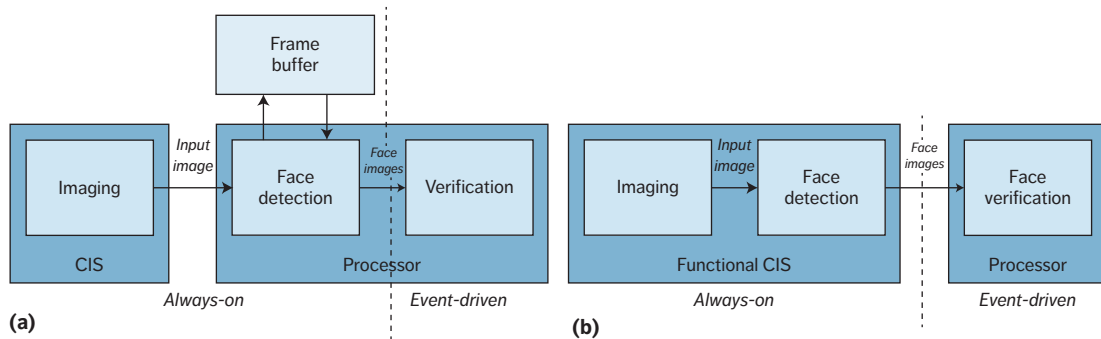 Frame
buffer
Input
image
Face
images
Imaging
Face
detection
Verification
CIS
Processor
Always-on
Event-driven
(a)
Input
image
Face
images
Imaging
Face
detection
Face
verification
Functional CIS
Processor
Always-on
Event-driven
(b)